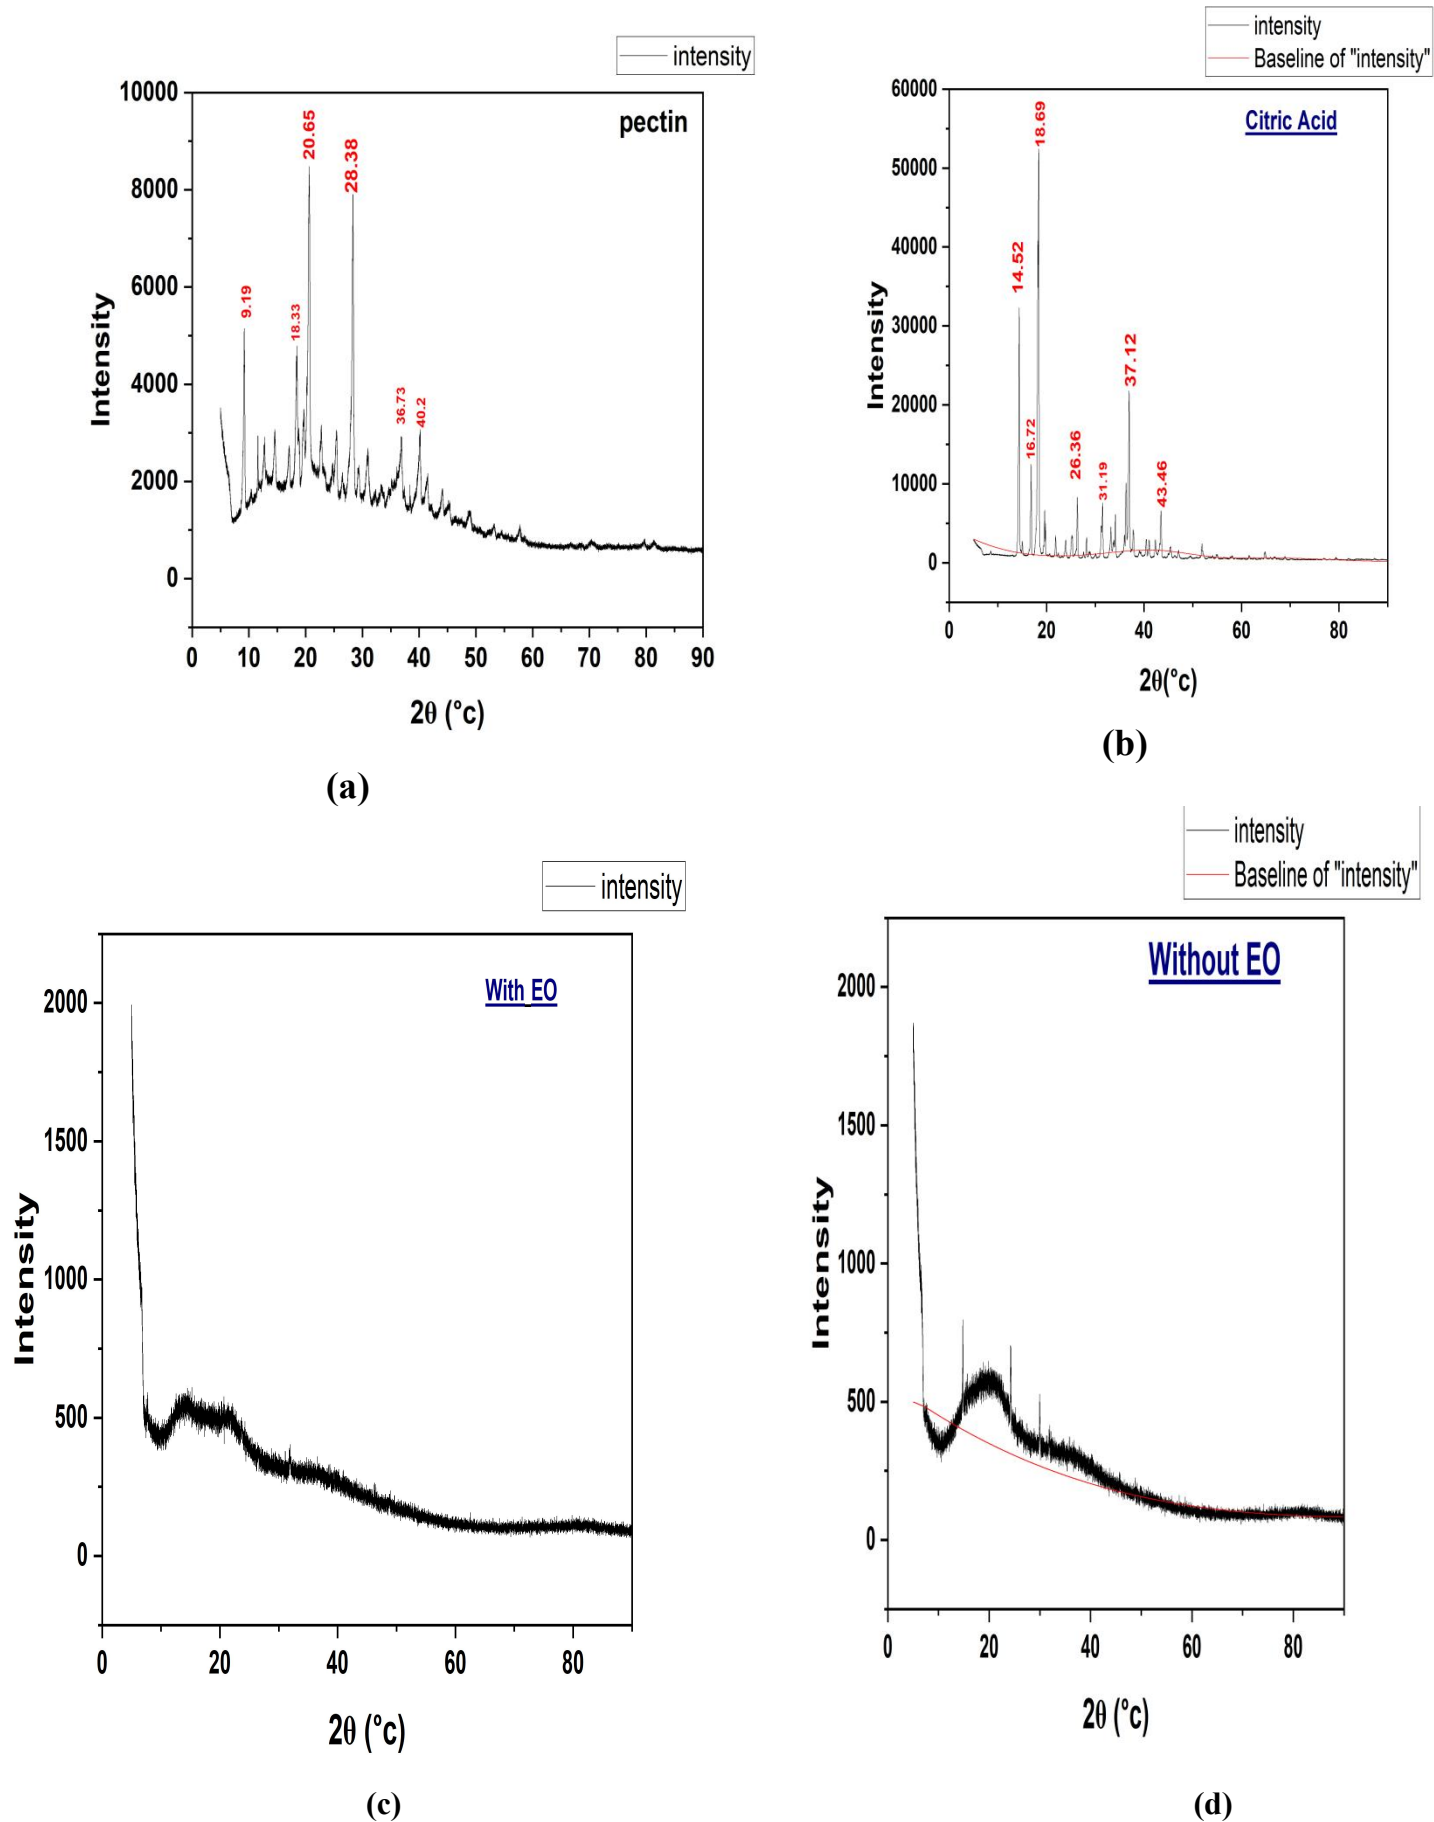 intensity
pectin
10000
8000
6000
4000
2000
0
Intensity
9.19
18.33
20.65
28.38
36.73
40.2
0 10 20 30 40 50 60 70 80 90
2θ (°c)
(a)
intensity
Baseline of "intensity"
Citric Acid
60000
50000
40000
30000
20000
10000
0
Intensity
14.52
16.72
18.69
26.36
31.19
37.12
43.46
0 20 40 60 80
2θ(°c)
(b)
intensity
With EO
2000
1500
1000
500
0
Intensity
0 20 40 60 80
2θ (°c)
(c)
intensity
Baseline of "intensity"
Without EO
2000
1500
1000
500
0
Intensity
0 20 40 60 80
2θ (°c)
(d)